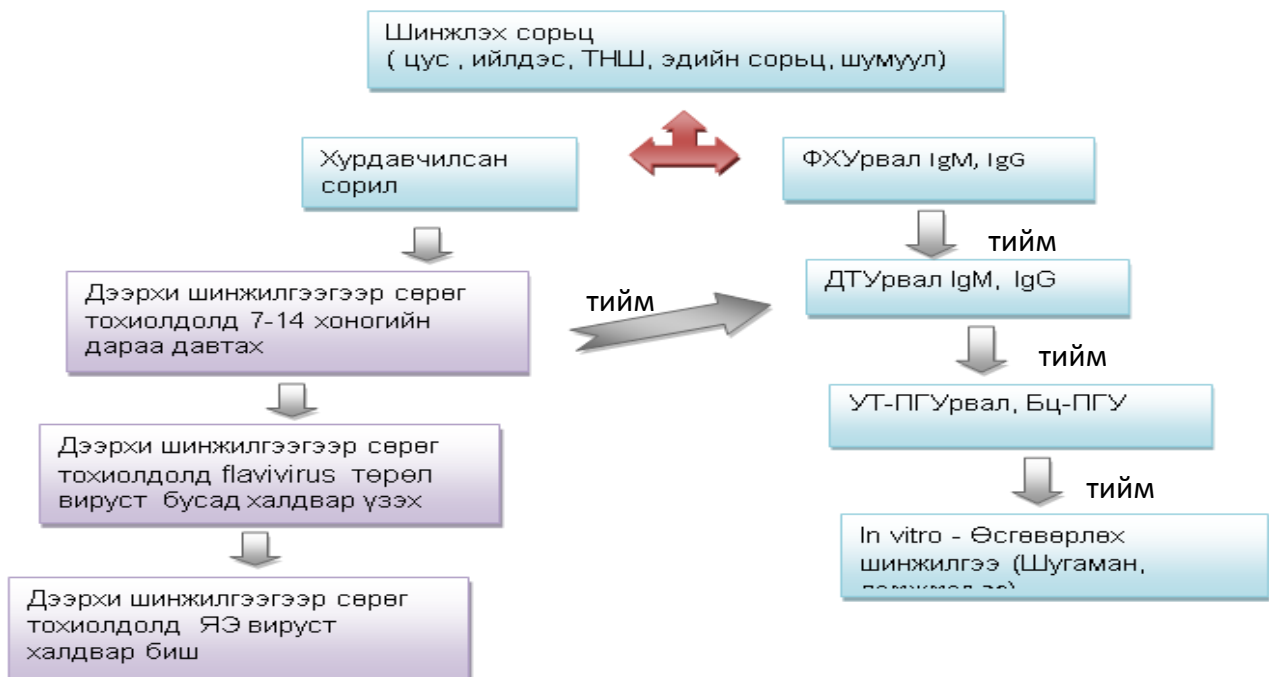 Шинжлэх сорьц
( цус , ийлдэс, ТНШ, эдийн сорьц, шумуул)
Хурдавчилсан
сорил
ФХУрвал IgM, IgG
тийм
Дээрхи шинжилгээгээр сөрөг
тохиолдолд 7-14 хоногийн
дараа давтах
тийм
ДТУрвал IgM, IgG
тийм
Дээрхи шинжилгээгээр сөрөг
тохиолдолд flavivirus төрөл
вируст бусад халдвар үзэх
УТ-ПГУрвал, Бц-ПГУ
тийм
In vitro - Өсгөвөрлөх
шинжилгээ (Шугаман,
Дээрхи шинжилгээгээр сөрөг
тохиолдолд ЯЭ вируст
халдвар биш